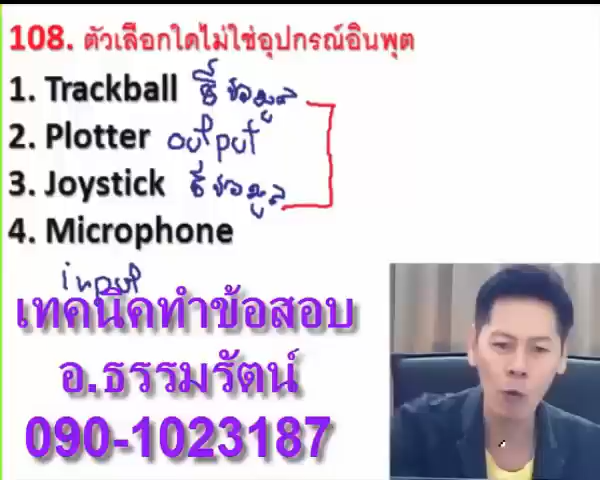 108. ตัวเลือกใดไม่ใช่อุปกรณ์อินพุต
1. Trackball ชี้ ข้อมูล
2. Plotter output
3. Joystick ชี้ ข้อมูล
4. Microphone
input
เทคนิคทำข้อสอบ
อ.ธรรมรัตน์
090-1023187